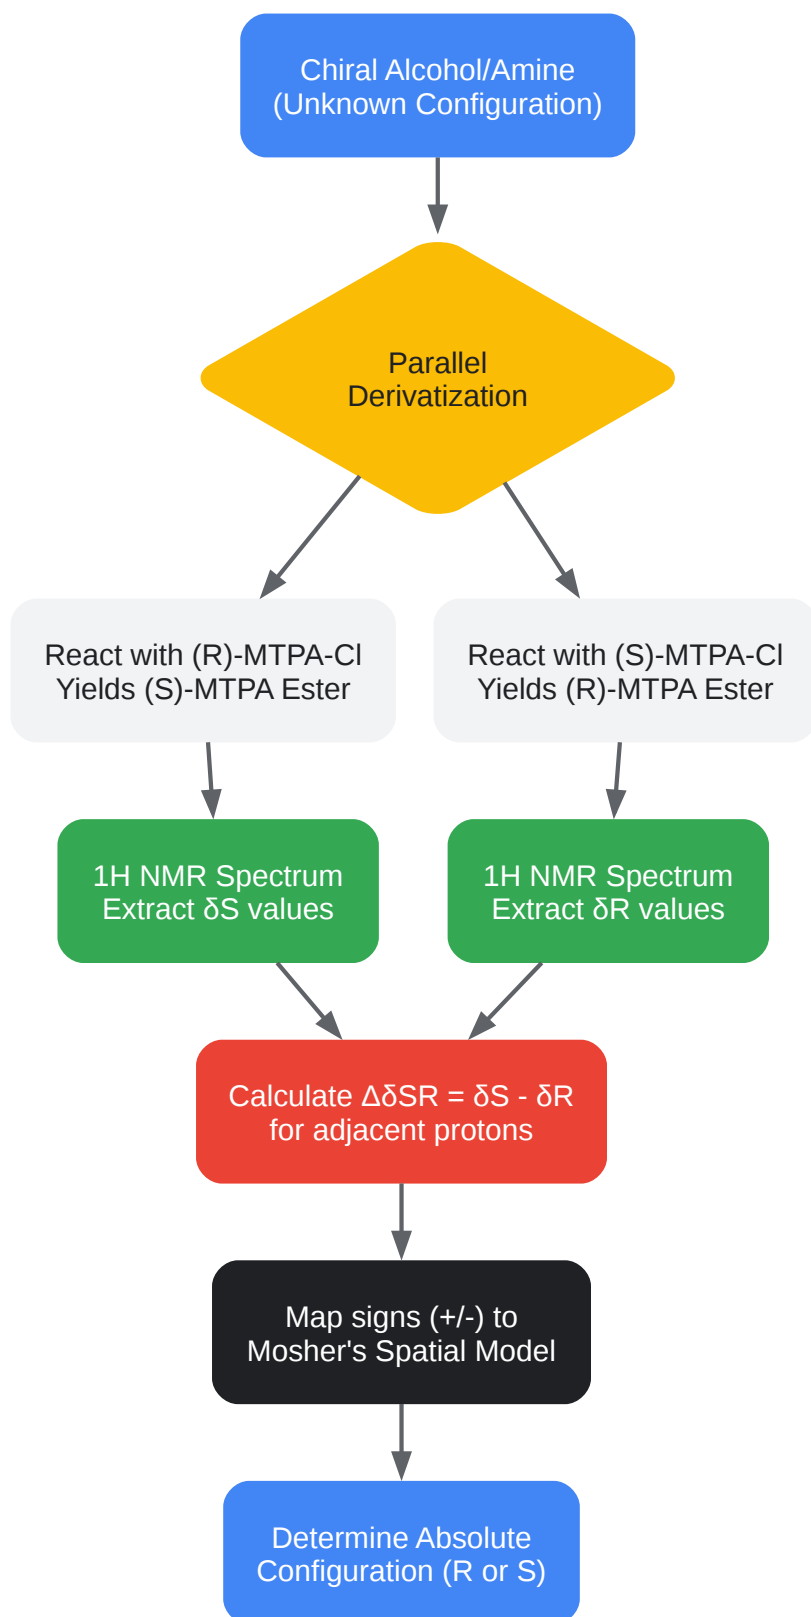 Chiral Alcohol/Amine
(Unknown Configuration)
Parallel
Derivatization
React with (R)-MTPA-Cl
Yields (S)-MTPA Ester
React with (S)-MTPA-Cl
Yields (R)-MTPA Ester
1H NMR Spectrum
Extract δS values
1H NMR Spectrum
Extract δR values
Calculate ΔδSR = δS - δR
for adjacent protons
Map signs (+/-) to
Mosher's Spatial Model
Determine Absolute
Configuration (R or S)